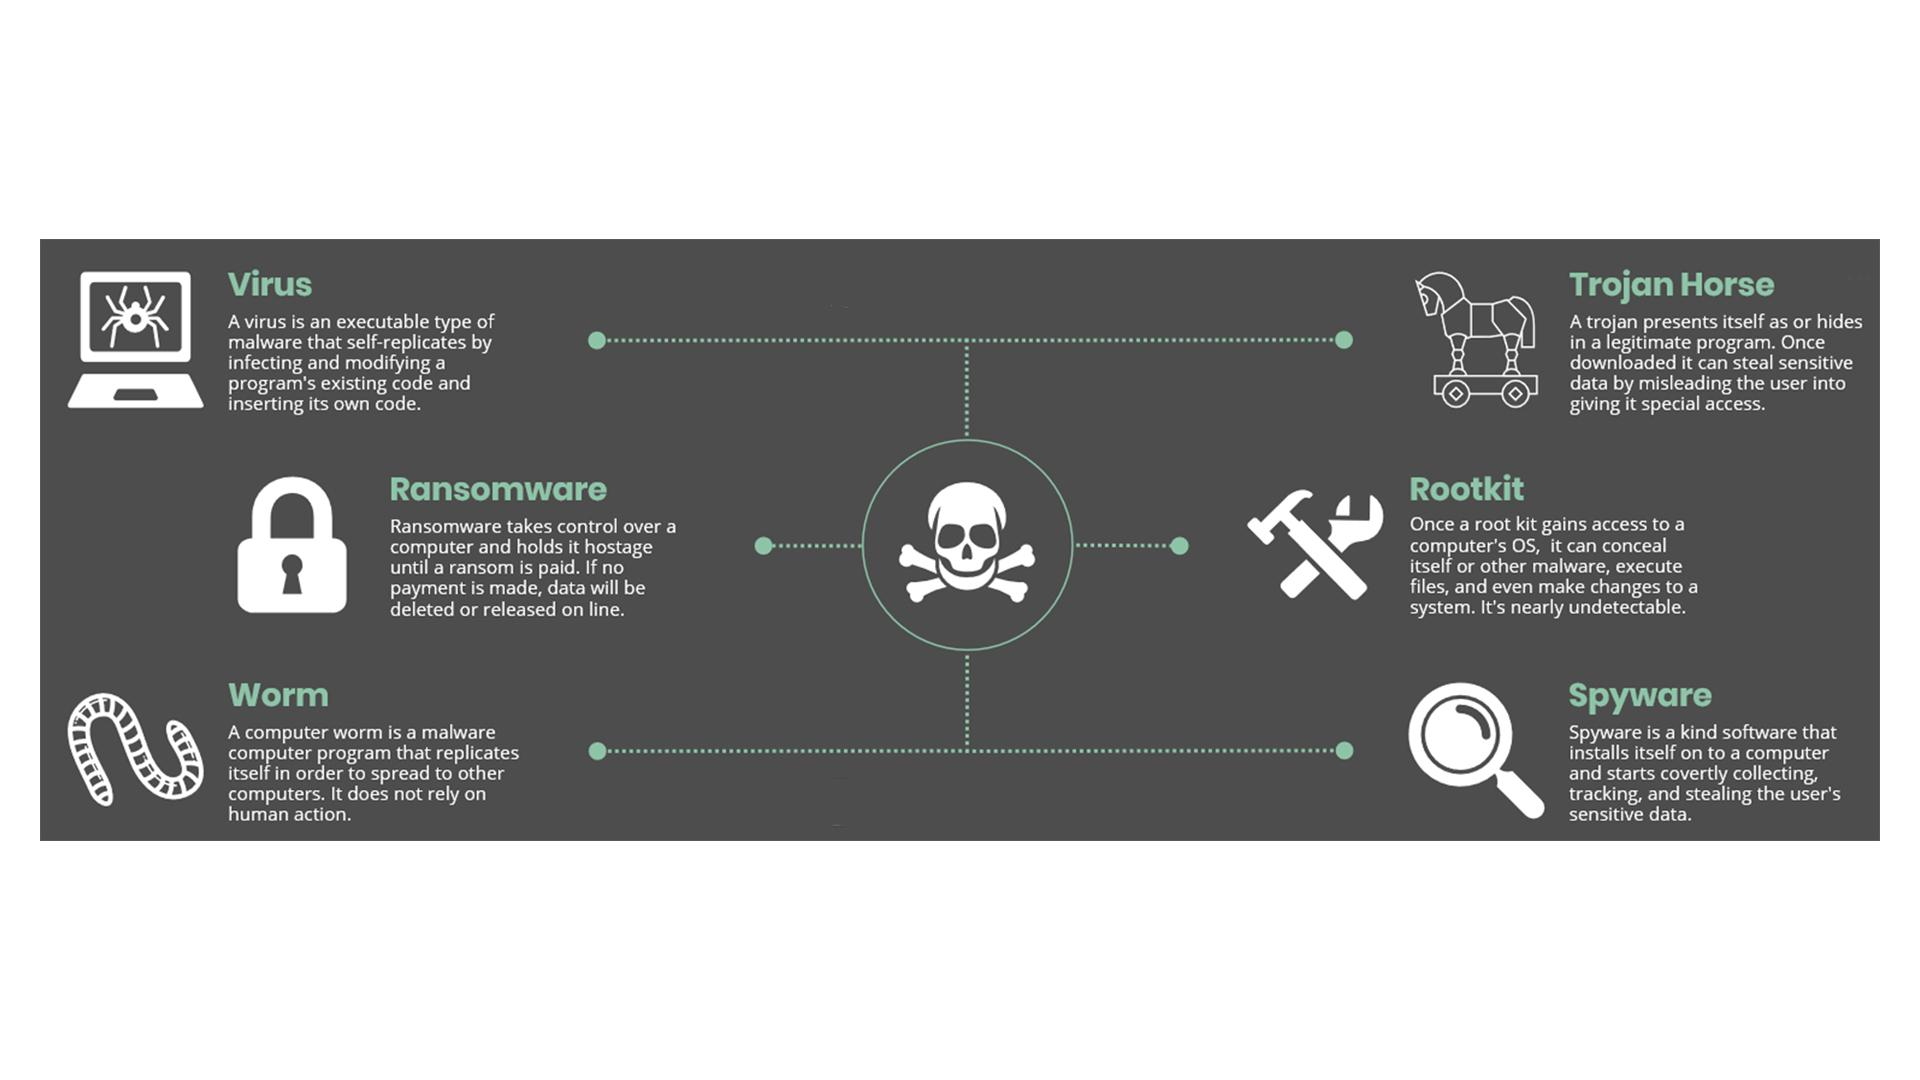 Virus
A virus is an executable type of
malware that self-replicates by
infecting and modifying a
program's existing code and
inserting its own code.
Trojan Horse
A trojan presents itself as or hides
in a legitimate program. Once
downloaded it can steal sensitive
data by misleading the user into
giving it special access.
Ransomware
Ransomware takes control over a
computer and holds it hostage
until a ransom is paid. If no
payment is made, data will be
deleted or released on line.
Rootkit
Once a root kit gains access to a
computer's OS,  it can conceal
itself or other malware, execute
files, and even make changes to a
system. It's nearly undetectable.
Worm
A computer worm is a malware
computer program that replicates
itself in order to spread to other
computers. It does not rely on
human action.
Spyware
Spyware is a kind software that
installs itself on to a computer
and starts covertly collecting,
tracking, and stealing the user's
sensitive data.